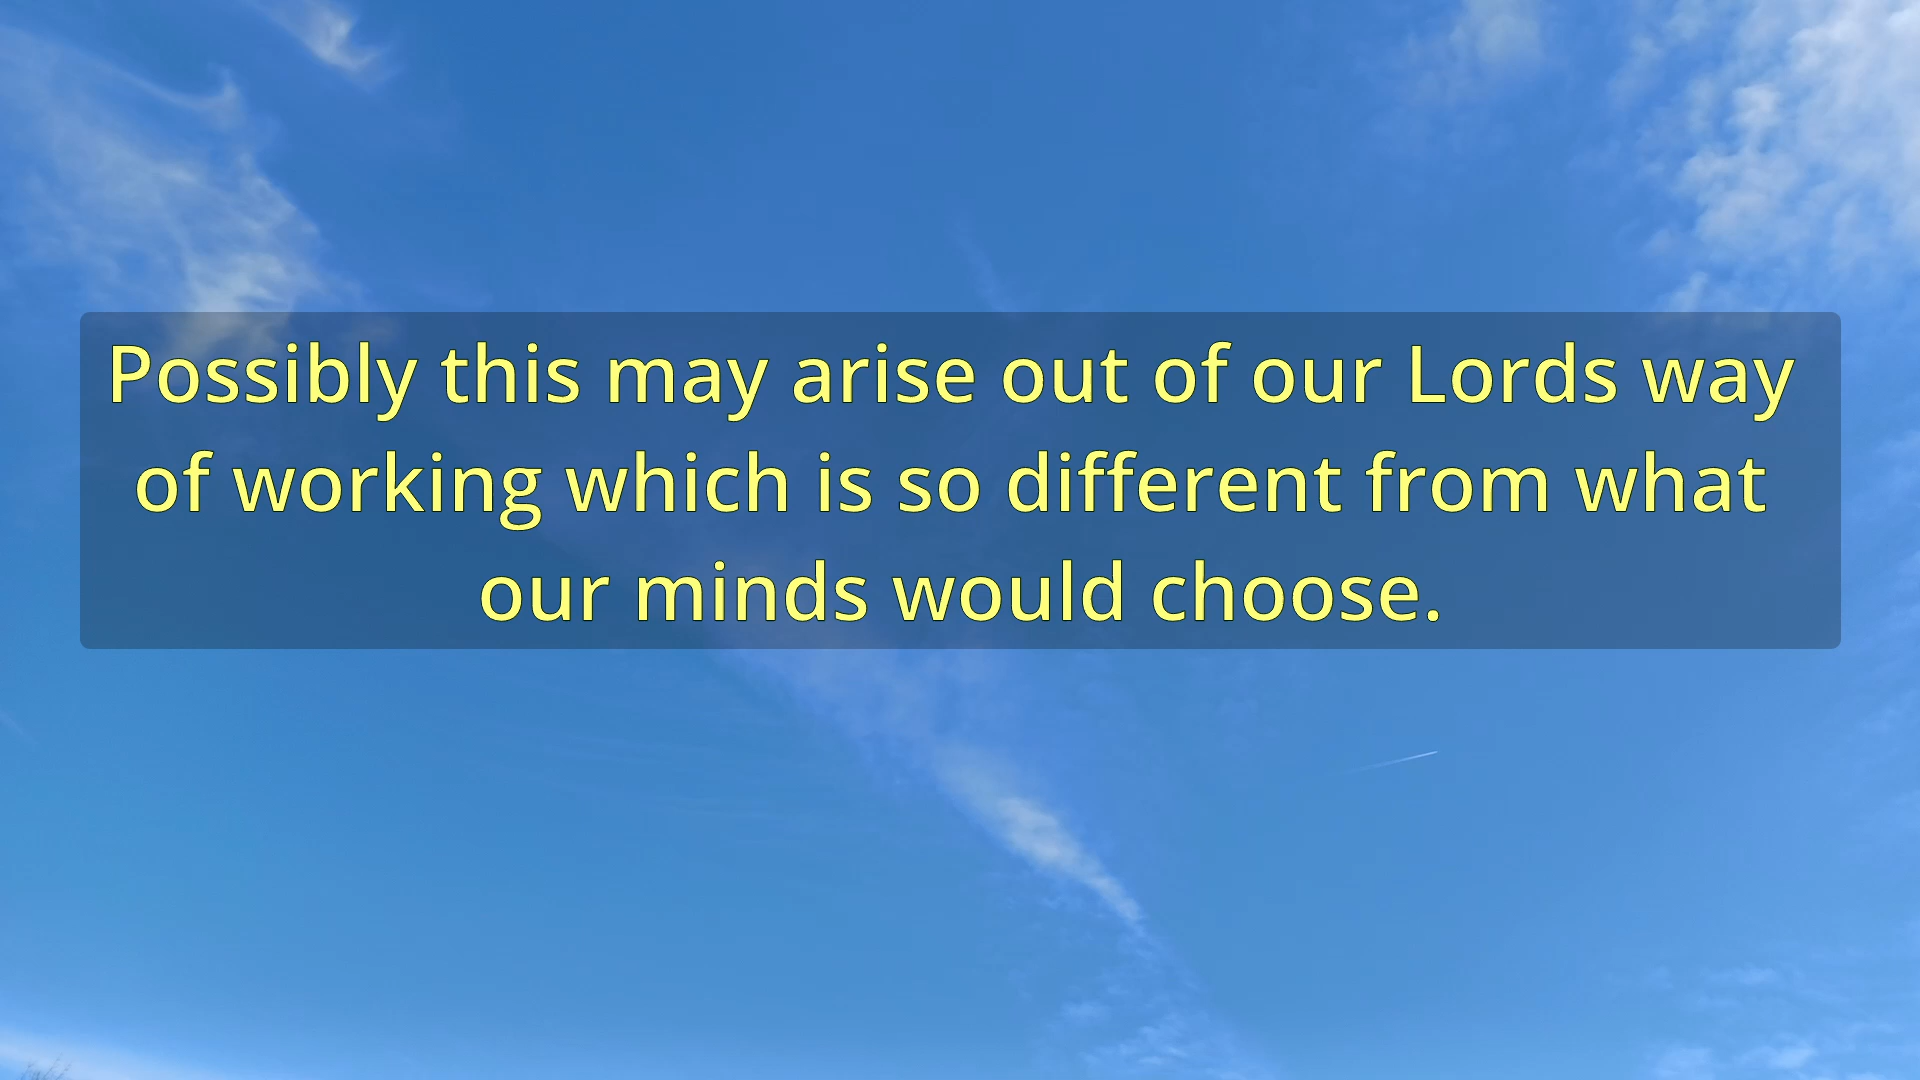 Possibly this may arise out of our Lords way
of working which is so different from what
our minds would choose.